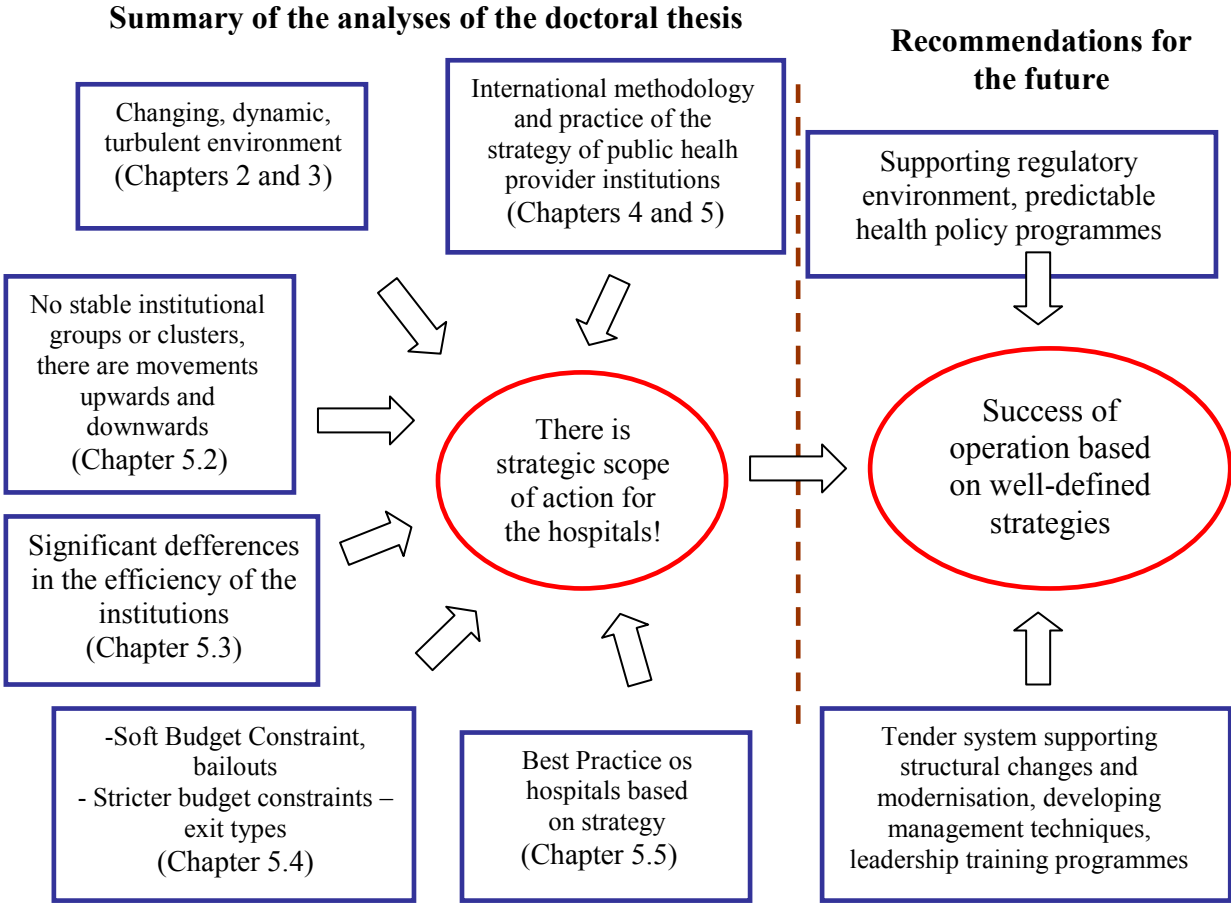 Summary of the analyses of the doctoral thesis
Changing, dynamic,
turbulent environment
(Chapters 2 and 3)
International methodology
and practice of the
strategy of public healh
provider institutions
(Chapters 4 and 5)
No stable institutional
groups or clusters,
there are movements
upwards and
downwards
(Chapter 5.2)
Significant defferences
in the efficiency of the
institutions
(Chapter 5.3)
-Soft Budget Constraint,
bailouts
- Stricter budget constraints –
exit types
(Chapter 5.4)
Best Practice os
hospitals based
on strategy
(Chapter 5.5)
There is
strategic scope
of action for
the hospitals!
Recommendations for
the future
Supporting regulatory
environment, predictable
health policy programmes
Success of
operation based
on well-defined
strategies
Tender system supporting
structural changes and
modernisation, developing
management techniques,
leadership training programmes